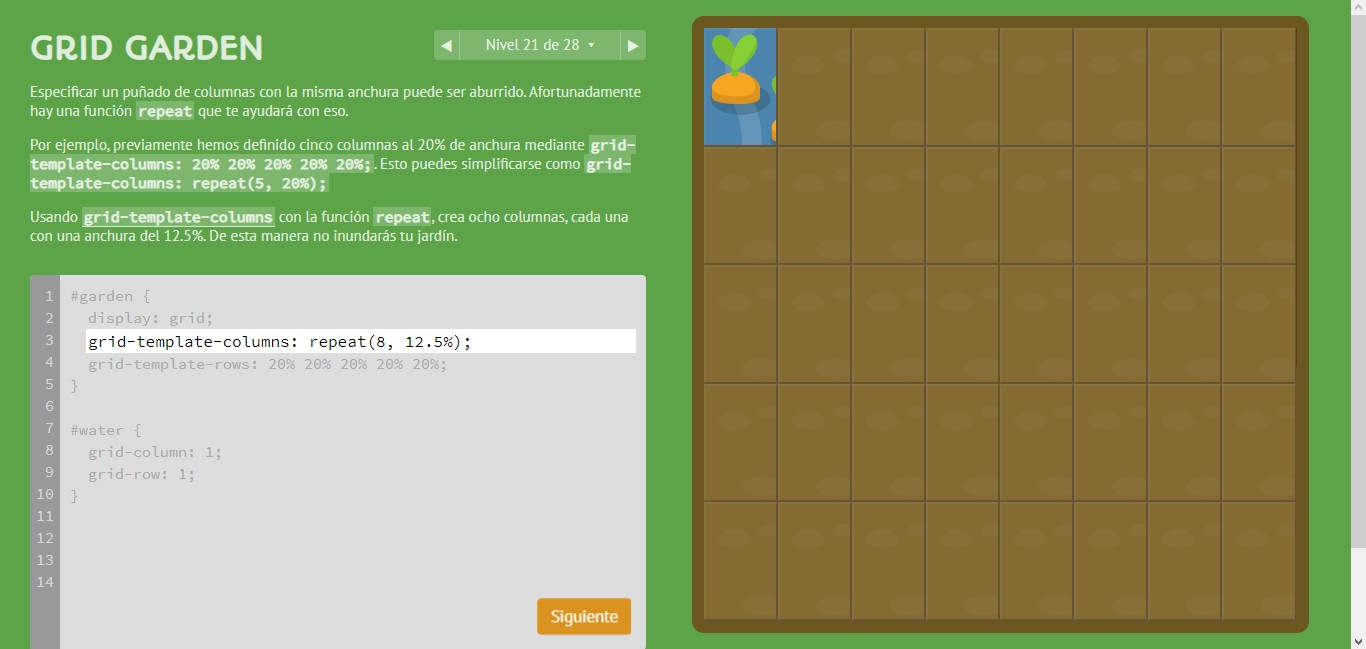 GRID GARDEN
◀ Nivel 21 de 28 ▾ ▶
Especificar un puñado de columnas con la misma anchura puede ser aburrido. Afortunadamente
hay una función repeat que te ayudará con eso.
Por ejemplo, previamente hemos definido cinco columnas al 20% de anchura mediante grid-
template-columns: 20% 20% 20% 20% 20%;. Esto puedes simplificarse como grid-
template-columns: repeat(5, 20%);
Usando grid-template-columns con la función repeat, crea ocho columnas, cada una
con una anchura del 12.5%. De esta manera no inundarás tu jardín.
1 #garden {
2 display: grid;
3 grid-template-columns: repeat(8, 12.5%);
4 grid-template-rows: 20% 20% 20% 20% 20%;
5 }
6
7 #water {
8 grid-column: 1;
9 grid-row: 1;
10 }
11
12
13
14
Siguiente